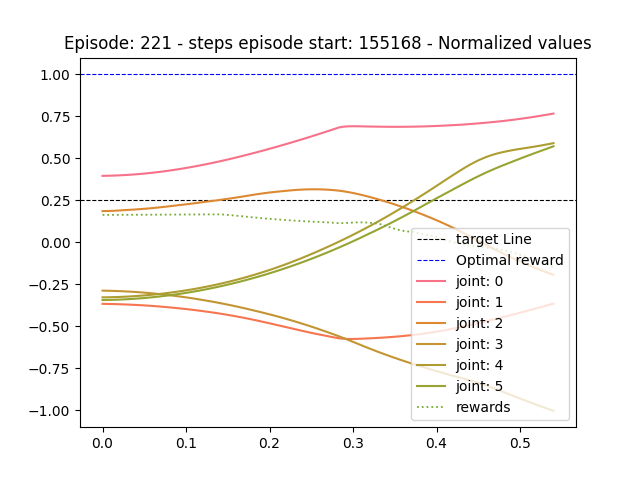 Episode: 221 - steps episode start: 155168 - Normalized values
1.00
0.75
0.50
0.25
0.00
−0.25
−0.50
−0.75
−1.00
target Line
Optimal reward
joint: 0
joint: 1
joint: 2
joint: 3
joint: 4
joint: 5
rewards
0.0 0.1 0.2 0.3 0.4 0.5